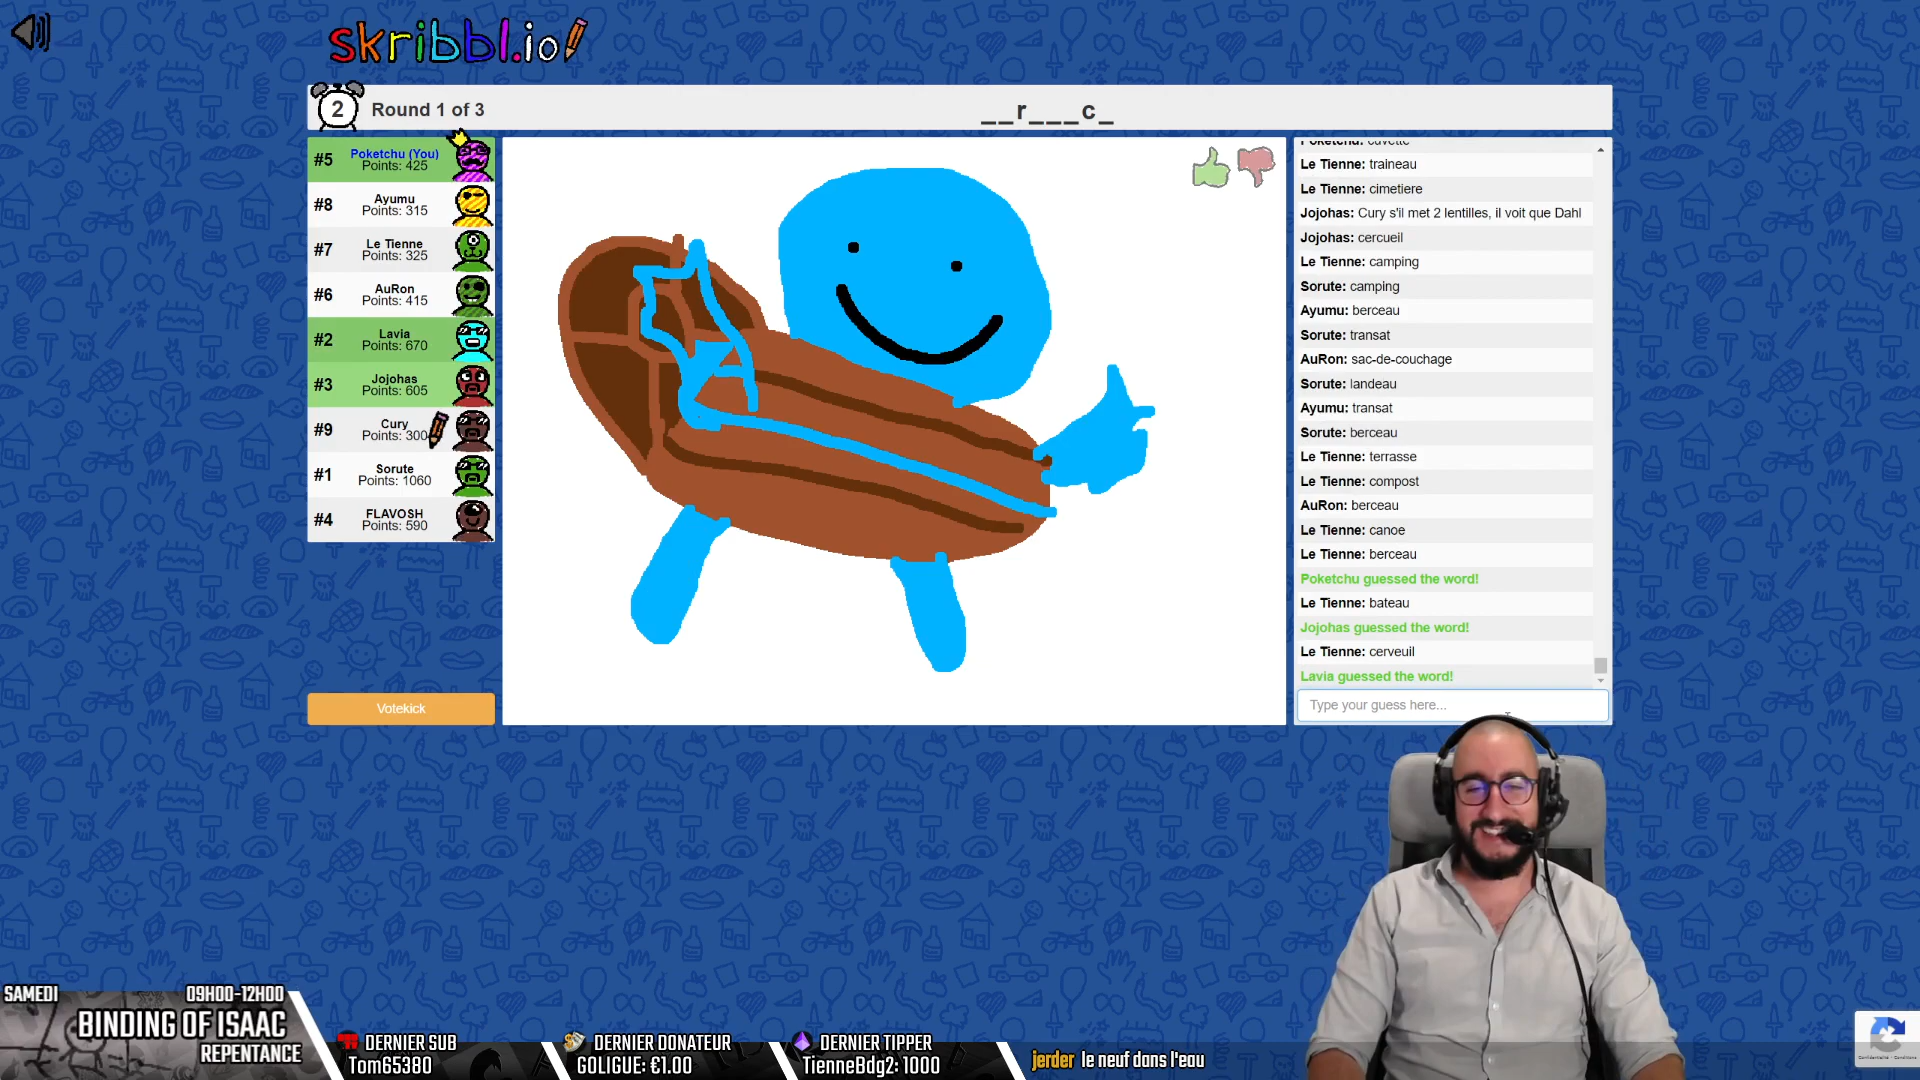 skribbl.io
2
Round 1 of 3
__r___c_
#5 Poketchu (You)
Points: 425
#8 Ayumu
Points: 315
#7 Le Tienne
Points: 325
#6 AuRon
Points: 415
#2 Lavia
Points: 670
#3 Jojohas
Points: 605
#9 Cury
Points: 300
#1 Sorute
Points: 1060
#4 FLAVOSH
Points: 590
Votekick
Poketchu: cuvette
Le Tienne: traineau
Le Tienne: cimetiere
Jojohas: Cury s'il met 2 lentilles, il voit que Dahl
Jojohas: cercueil
Le Tienne: camping
Sorute: camping
Ayumu: berceau
Sorute: transat
AuRon: sac-de-couchage
Sorute: landeau
Ayumu: transat
Sorute: berceau
Le Tienne: terrasse
Le Tienne: compost
AuRon: berceau
Le Tienne: canoe
Le Tienne: berceau
Poketchu guessed the word!
Le Tienne: bateau
Jojohas guessed the word!
Le Tienne: cerveuil
Lavia guessed the word!
Type your guess here...
SAMEDI 09H00-12H00
BINDING OF ISAAC
REPENTANCE
DERNIER SUB
Tom65380
DERNIER DONATEUR
GOLIGUE: €1.00
DERNIER TIPPER
TienneBdg2: 1000
jerder le neuf dans l'eau